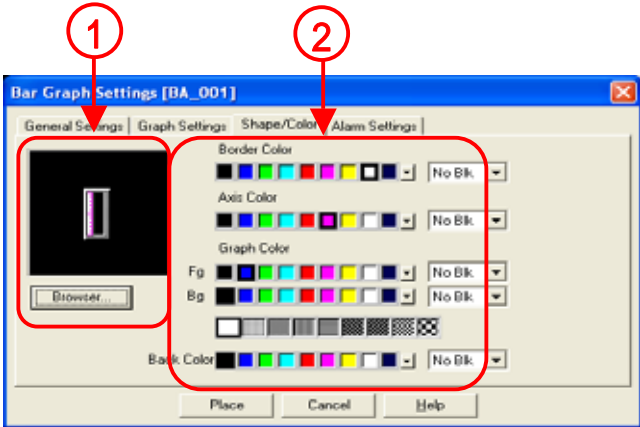 1
2
Bar Graph Settings [BA_001]
General Settings Graph Settings Shape/Color Alarm Settings
Border Color
No Blk
Axis Color
No Blk
Graph Color
Fg No Blk
Bg No Blk
Browser...
Back Color No Blk
Place Cancel Help